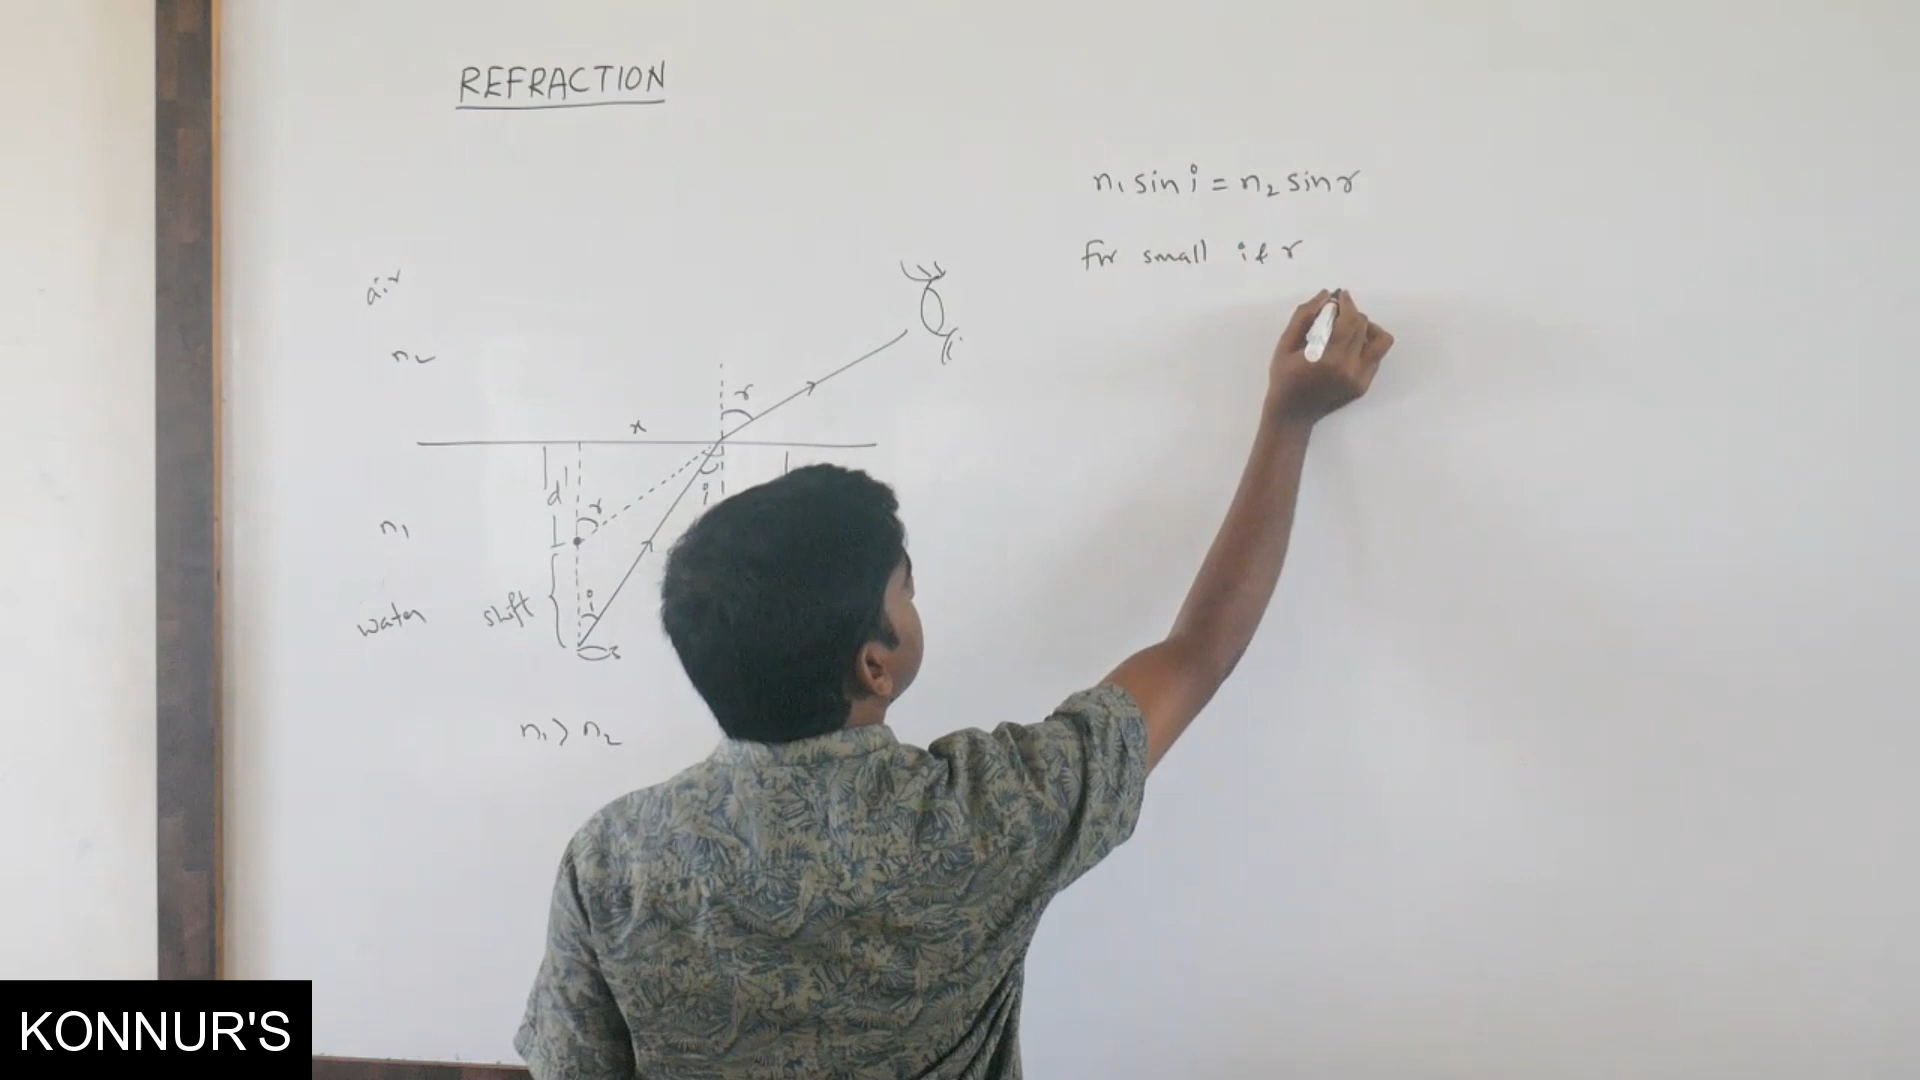 REFRACTION
n₁ sin i = n₂ sin r
For small i & r
air
n₂
r
x
d'
i
r
n₁
i
shift
water
n₁ > n₂
KONNUR'S